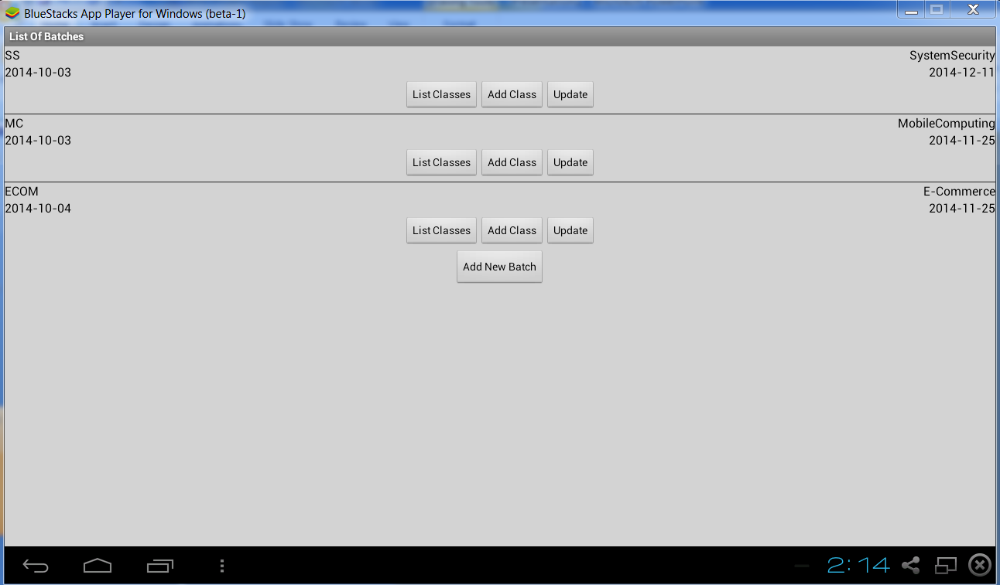 BlueStacks App Player for Windows (beta-1)
List Of Batches
SS SystemSecurity
2014-10-03 2014-12-11
List Classes Add Class Update
MC MobileComputing
2014-10-03 2014-11-25
List Classes Add Class Update
ECOM E-Commerce
2014-10-04 2014-11-25
List Classes Add Class Update
Add New Batch
2:14